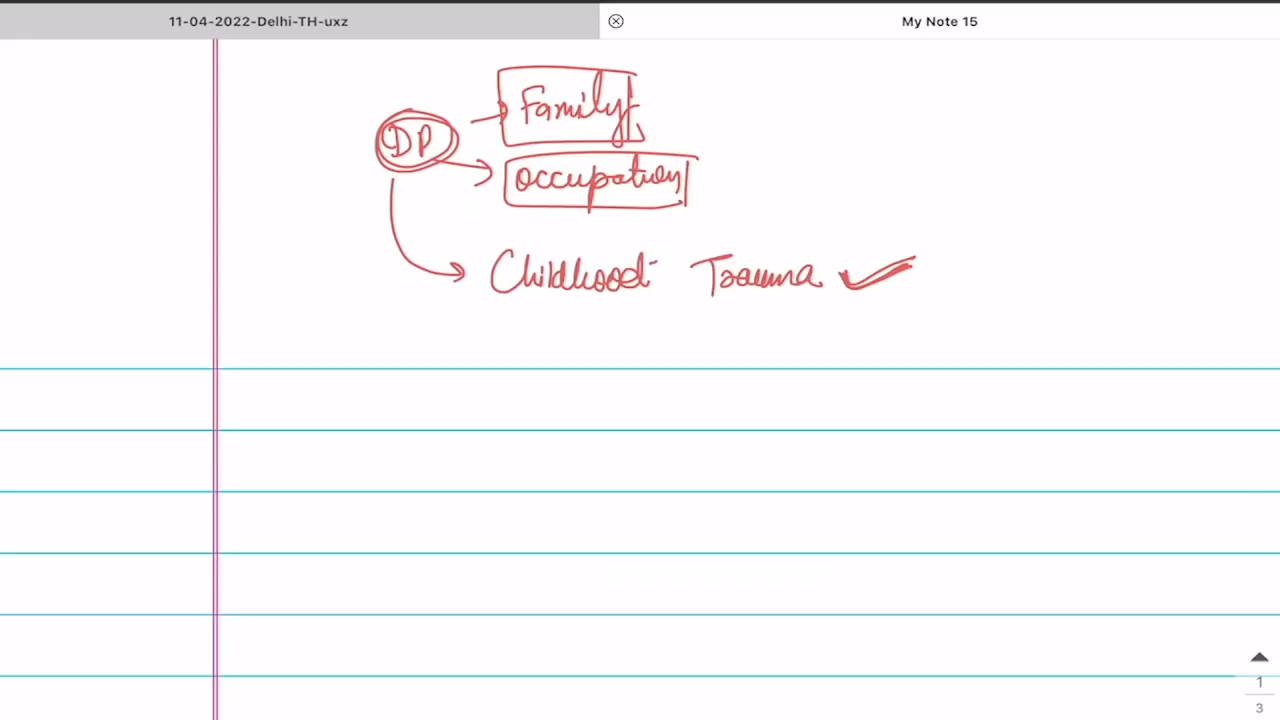 11-04-2022-Delhi-TH-uxz
My Note 15
Family
DP
occupation
Childhood Trauma
1
3